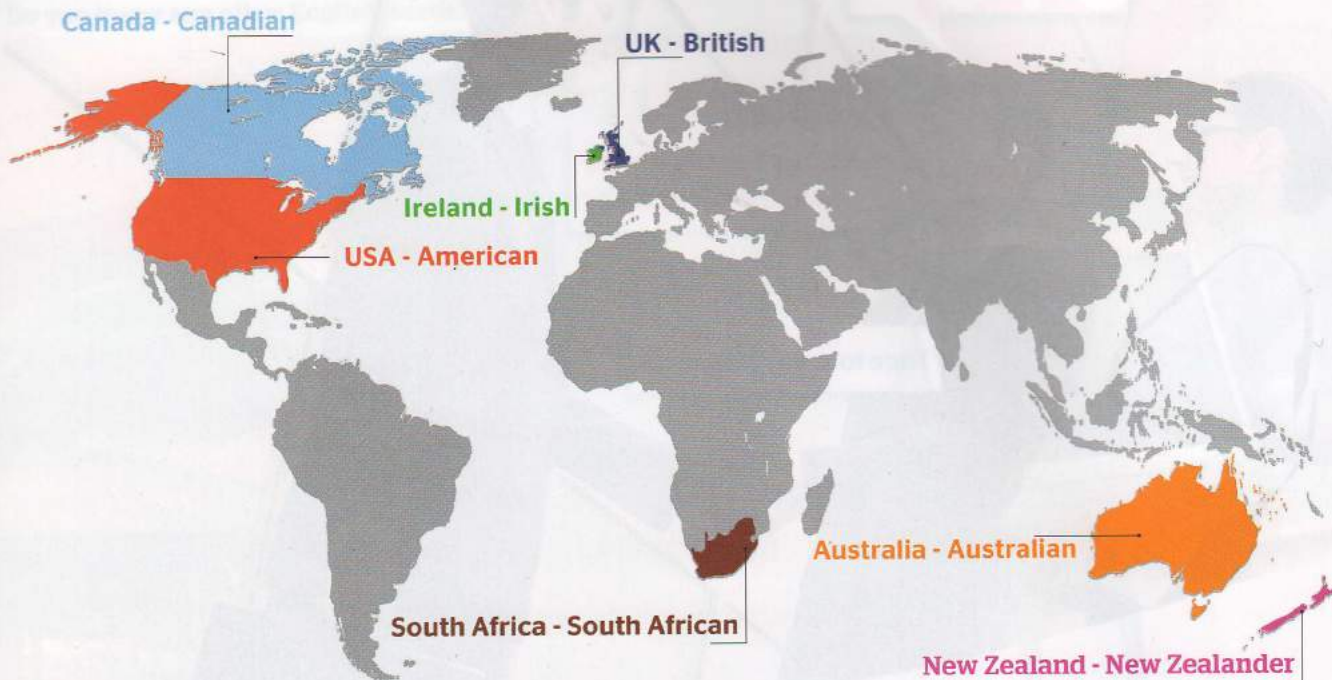 Canada - Canadian
UK - British
Ireland - Irish
USA - American
Australia - Australian
South Africa - South African
New Zealand - New Zealander